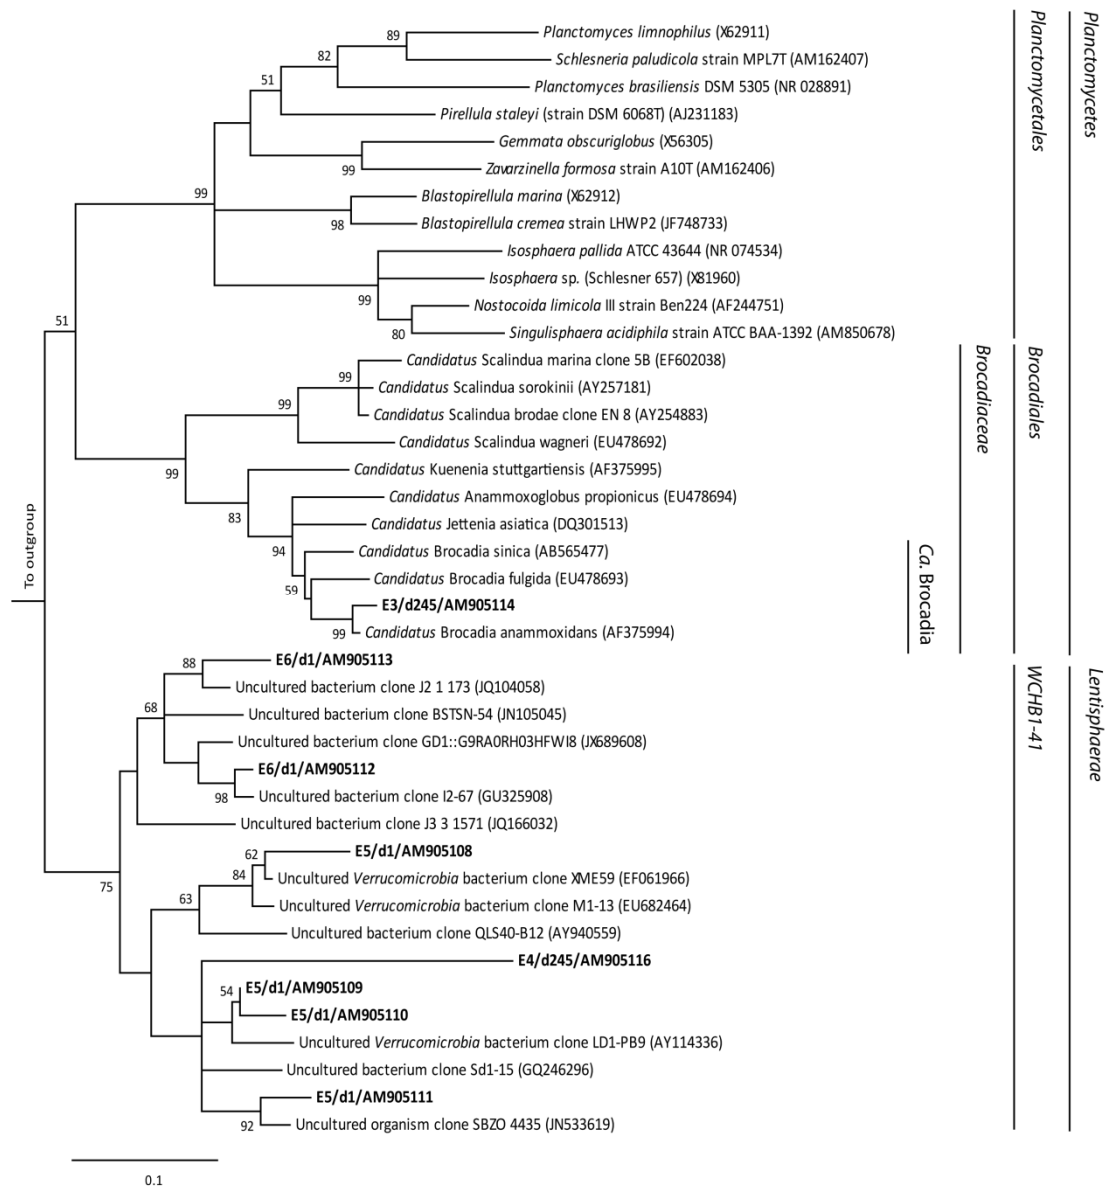 89
Planctomyces limnophilus (X62911)
82
Schlesneria paludicola strain MPL7T (AM162407)
51
Planctomyces brasiliensis DSM 5305 (NR 028891)
Pirellula staleyi (strain DSM 6068T) (AJ231183)
Gemmata obscuriglobus (X56305)
99
Zavarzinella formosa strain A10T (AM162406)
99
Blastopirellula marina (X62912)
98
Blastopirellula cremea strain LHWP2 (JF748733)
Isosphaera pallida ATCC 43644 (NR 074534)
Isosphaera sp. (Schlesner 657) (X81960)
99
Nostocoida limicola III strain Ben224 (AF244751)
80
Singulisphaera acidiphila strain ATCC BAA-1392 (AM850678)
51
Candidatus Scalindua marina clone 5B (EF602038)
99
Candidatus Scalindua sorokinii (AY257181)
99
Candidatus Scalindua brodae clone EN 8 (AY254883)
Candidatus Scalindua wagneri (EU478692)
99
Candidatus Kuenenia stuttgartiensis (AF375995)
Candidatus Anammoxoglobus propionicus (EU478694)
83
Candidatus Jettenia asiatica (DQ301513)
94
Candidatus Brocadia sinica (AB565477)
Candidatus Brocadia fulgida (EU478693)
59
E3/d245/AM905114
99
Candidatus Brocadia anammoxidans (AF375994)
To outgroup
88
E6/d1/AM905113
Uncultured bacterium clone J2 1 173 (JQ104058)
68
Uncultured bacterium clone BSTSN-54 (JN105045)
Uncultured bacterium clone GD1::G9RA0RH03HFWI8 (JX689608)
E6/d1/AM905112
98
Uncultured bacterium clone I2-67 (GU325908)
Uncultured bacterium clone J3 3 1571 (JQ166032)
62
E5/d1/AM905108
84
Uncultured Verrucomicrobia bacterium clone XME59 (EF061966)
75
63
Uncultured Verrucomicrobia bacterium clone M1-13 (EU682464)
Uncultured bacterium clone QLS40-B12 (AY940559)
E4/d245/AM905116
54
E5/d1/AM905109
E5/d1/AM905110
Uncultured Verrucomicrobia bacterium clone LD1-PB9 (AY114336)
Uncultured bacterium clone Sd1-15 (GQ246296)
E5/d1/AM905111
92
Uncultured organism clone SBZO 4435 (JN533619)
0.1
Ca. Brocadia
Brocadiaceae
Planctomycetales
Brocadiales
WCHB1-41
Planctomycetes
Lentisphaerae